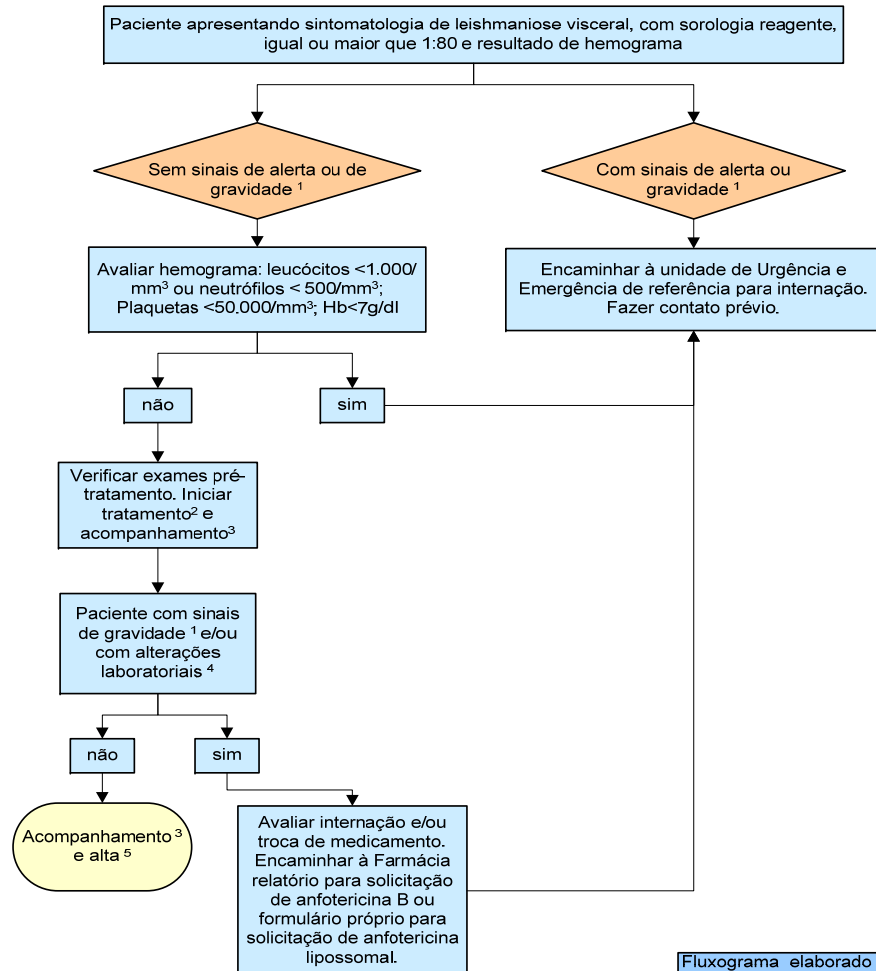 Paciente apresentando sintomatologia de leishmaniose visceral, com sorologia reagente,
igual ou maior que 1:80 e resultado de hemograma
Sem sinais de alerta ou de
gravidade ¹
Com sinais de alerta ou
gravidade ¹
Avaliar hemograma: leucócitos <1.000/
mm³ ou neutrófilos < 500/mm³;
Plaquetas <50.000/mm³; Hb<7g/dl
Encaminhar à unidade de Urgência e
Emergência de referência para internação.
Fazer contato prévio.
não
sim
Verificar exames pré-
tratamento. Iniciar
tratamento² e
acompanhamento³
Paciente com sinais
de gravidade ¹ e/ou
com alterações
laboratoriais ⁴
não
sim
Acompanhamento ³
e alta ⁵
Avaliar internação e/ou
troca de medicamento.
Encaminhar à Farmácia
relatório para solicitação
de anfotericina B ou
formulário próprio para
solicitação de anfotericina
lipossomal.
Fluxograma elaborado